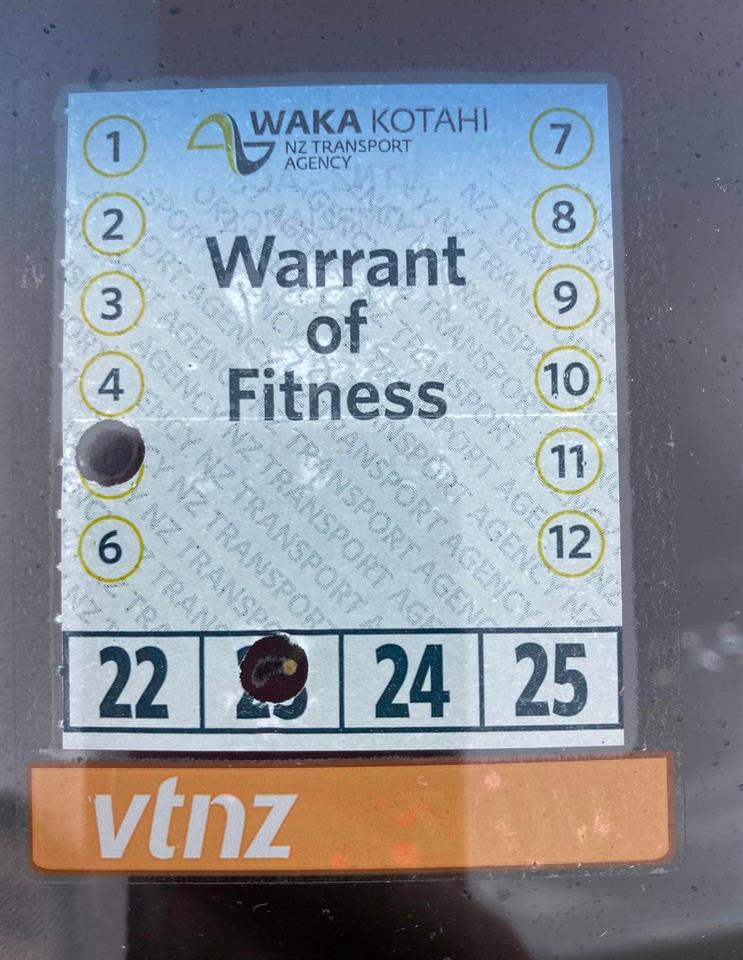 WAKA KOTAHI
NZ TRANSPORT
AGENCY
1
2
3
4
6
7
8
9
10
11
12
Warrant
of
Fitness
22
24
25
vtnz